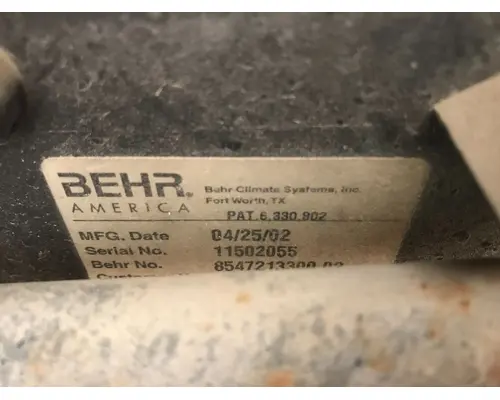 BEHR
AMERICA
Behr Climate Systems, Inc.
Fort Worth, TX
PAT.6,330,902
MFG. Date 04/25/02
Serial No. 11502055
Behr No. 8547213300